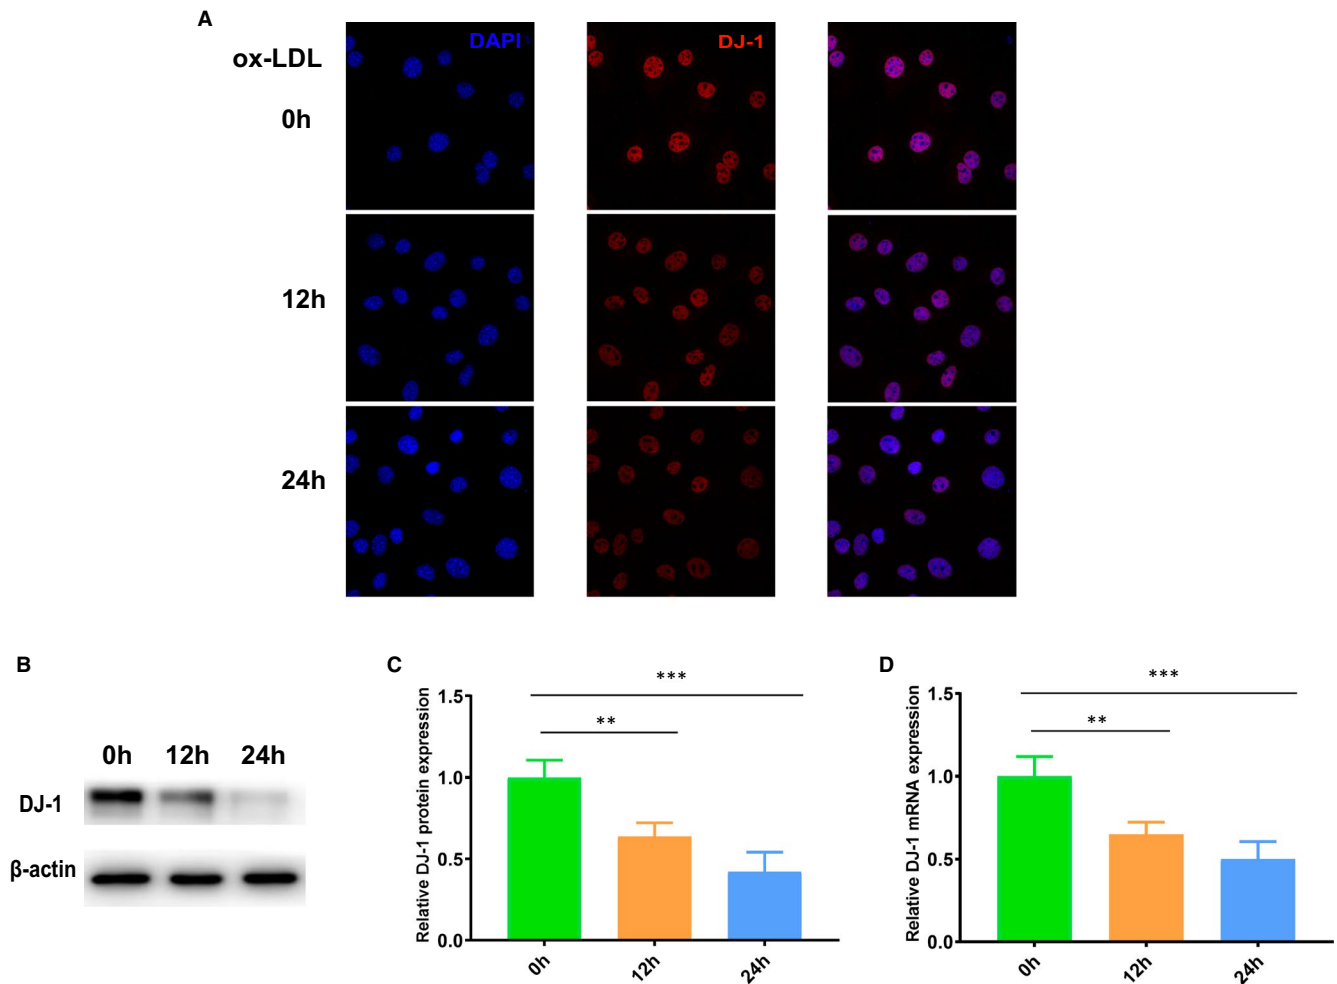 A
ox-LDL
DAPI
DJ-1
0h
12h
24h
B
0h 12h 24h
DJ-1
β-actin
C
Relative DJ-1 protein expression
1.5
1.0
0.5
0.0
***
**
0h
12h
24h
D
Relative DJ-1 mRNA expression
1.5
1.0
0.5
0.0
***
**
0h
12h
24h